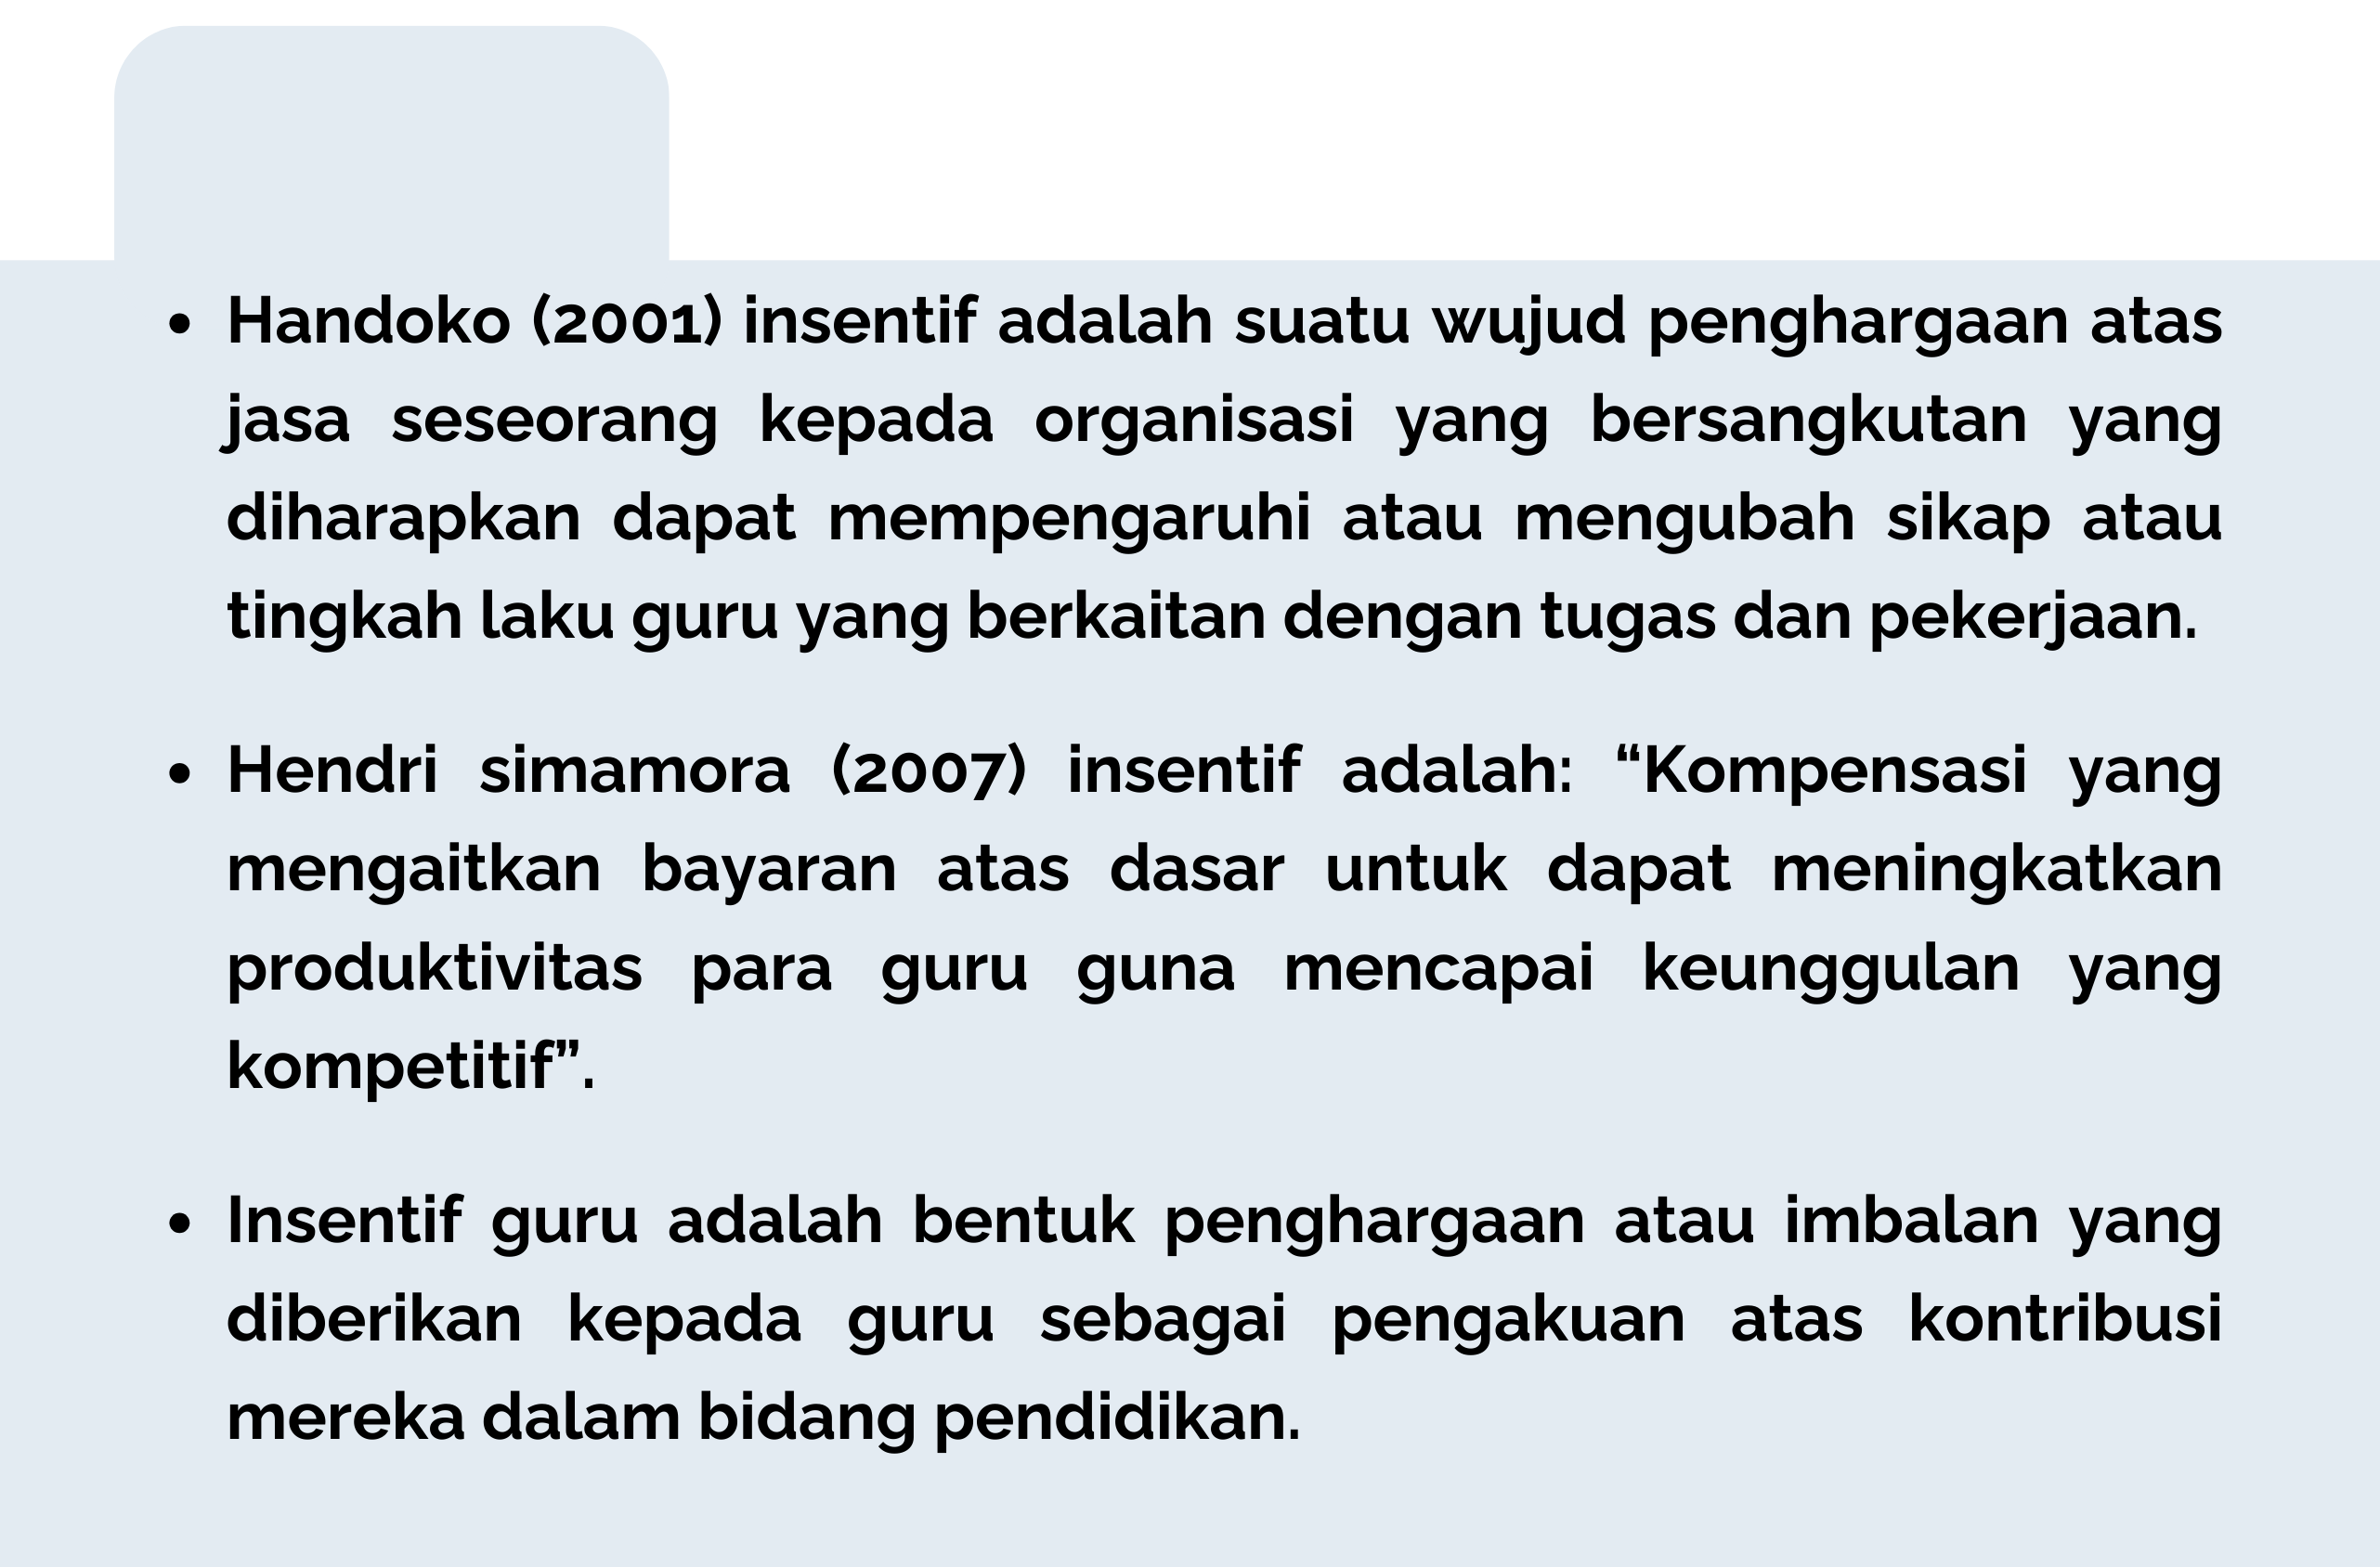 • Handoko (2001) insentif adalah suatu wujud penghargaan atas
jasa seseorang kepada organisasi yang bersangkutan yang
diharapkan dapat mempengaruhi atau mengubah sikap atau
tingkah laku guru yang berkaitan dengan tugas dan pekerjaan.
• Hendri simamora (2007) insentif adalah: “Kompensasi yang
mengaitkan bayaran atas dasar untuk dapat meningkatkan
produktivitas para guru guna mencapai keunggulan yang
kompetitif”.
• Insentif guru adalah bentuk penghargaan atau imbalan yang
diberikan kepada guru sebagai pengakuan atas kontribusi
mereka dalam bidang pendidikan.